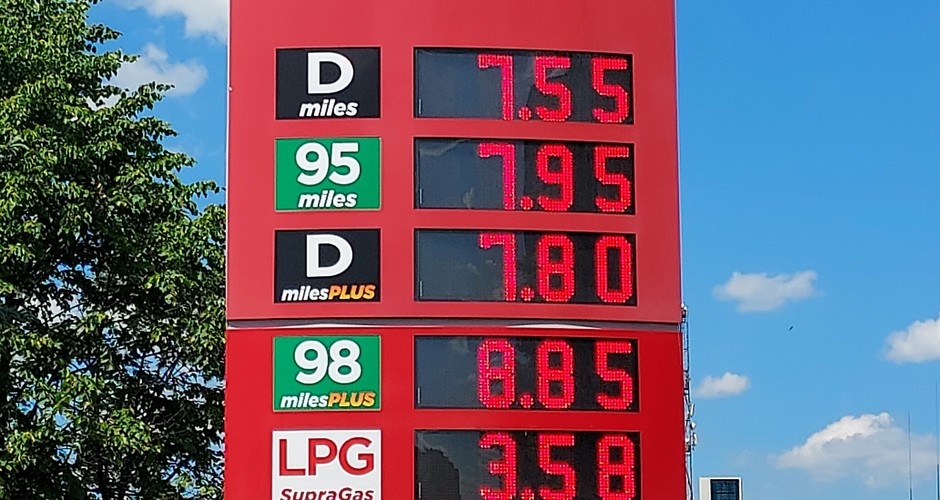 D 7.55
miles
95 7.95
miles
D 7.80
milesPLUS
98 8.85
milesPLUS
LPG 3.58
SupraGas